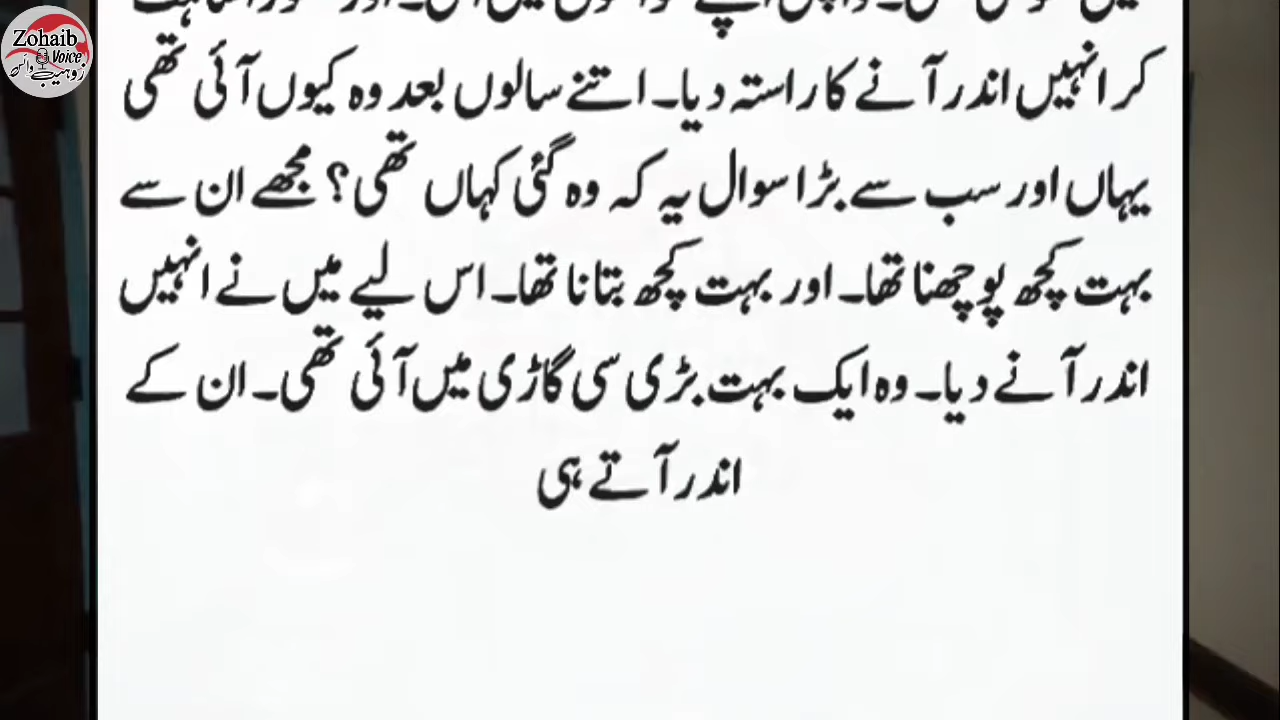 Zohaib
Voice
زوہیب وائس
کر انہیں اندر آنے کا راستہ دیا۔ اتنے سالوں بعد وہ کیوں آئی تھی
یہاں اور سب سے بڑا سوال یہ کہ وہ گئی کہاں تھی؟ مجھے ان سے
بہت کچھ پوچھنا تھا۔ اور بہت کچھ بتانا تھا۔ اس لیے میں نے انہیں
اندر آنے دیا۔ وہ ایک بہت بڑی سی گاڑی میں آئی تھی۔ ان کے
اندر آتے ہی